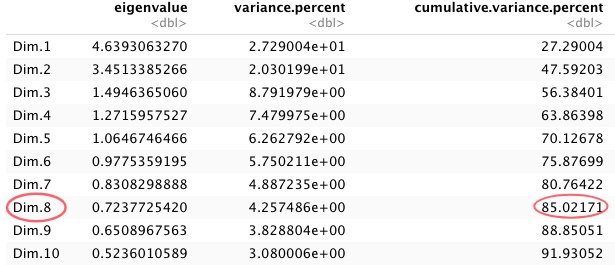 eigenvalue variance.percent cumulative.variance.percent
<dbl> <dbl> <dbl>
Dim.1 4.6393063270 2.729004e+01 27.29004
Dim.2 3.4513385266 2.030199e+01 47.59203
Dim.3 1.4946365060 8.791979e+00 56.38401
Dim.4 1.2715957527 7.479975e+00 63.86398
Dim.5 1.0646746466 6.262792e+00 70.12678
Dim.6 0.9775359195 5.750211e+00 75.87699
Dim.7 0.8308298888 4.887235e+00 80.76422
Dim.8 0.7237725420 4.257486e+00 85.02171
Dim.9 0.6508967563 3.828804e+00 88.85051
Dim.10 0.5236010589 3.080006e+00 91.93052